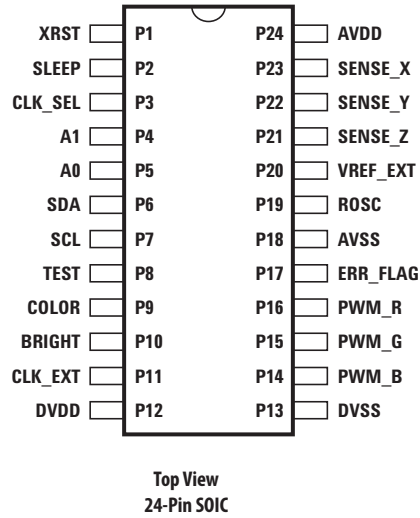 XRST P1 P24 AVDD
SLEEP P2 P23 SENSE_X
CLK_SEL P3 P22 SENSE_Y
A1 P4 P21 SENSE_Z
A0 P5 P20 VREF_EXT
SDA P6 P19 ROSC
SCL P7 P18 AVSS
TEST P8 P17 ERR_FLAG
COLOR P9 P16 PWM_R
BRIGHT P10 P15 PWM_G
CLK_EXT P11 P14 PWM_B
DVDD P12 P13 DVSS
Top View
24-Pin SOIC